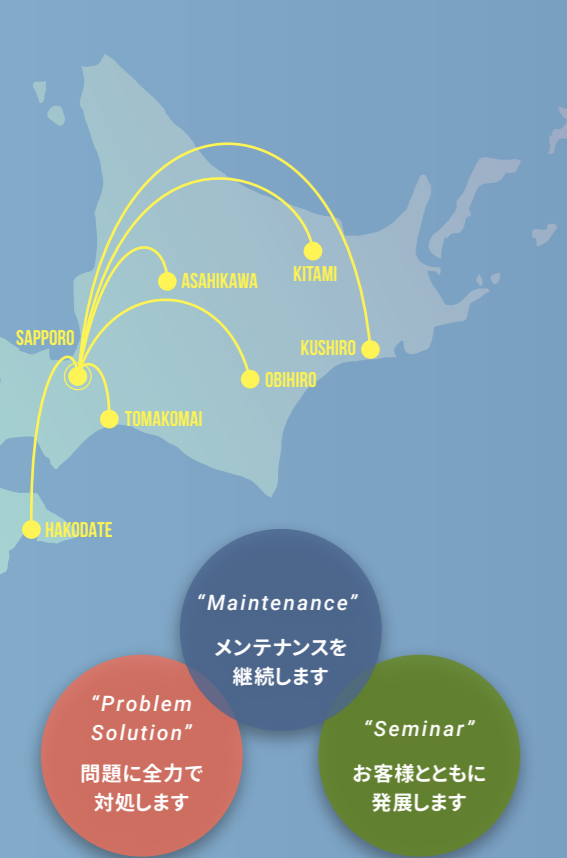 ASAHIKAWA
KITAMI
SAPPORO
KUSHIRO
OBIHIRO
TOMAKOMAI
HAKODATE
“Maintenance”
メンテナンスを
継続します
“Problem
Solution”
問題に全力で
対処します
“Seminar”
お客様とともに
発展します